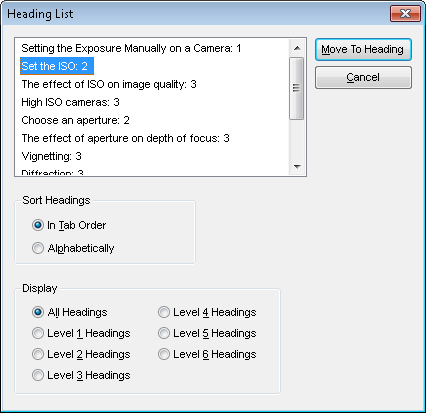 Heading List
Setting the Exposure Manually on a Camera: 1
Set the ISO: 2
The effect of ISO on image quality: 3
High ISO cameras: 3
Choose an aperture: 2
The effect of aperture on depth of focus: 3
Vignetting: 3
Diffraction: 3
Move To Heading
Cancel
Sort Headings
In Tab Order
Alphabetically
Display
All Headings
Level 1 Headings
Level 2 Headings
Level 3 Headings
Level 4 Headings
Level 5 Headings
Level 6 Headings